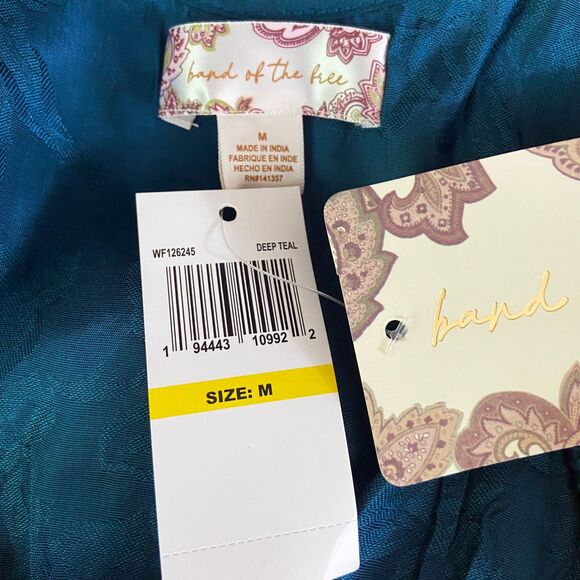 band of the free
M
MADE IN INDIA
FABRIQUE EN INDE
HECHO EN INDIA
RN#141357
WF126245 DEEP TEAL
1 94443 10992 2
SIZE: M
band